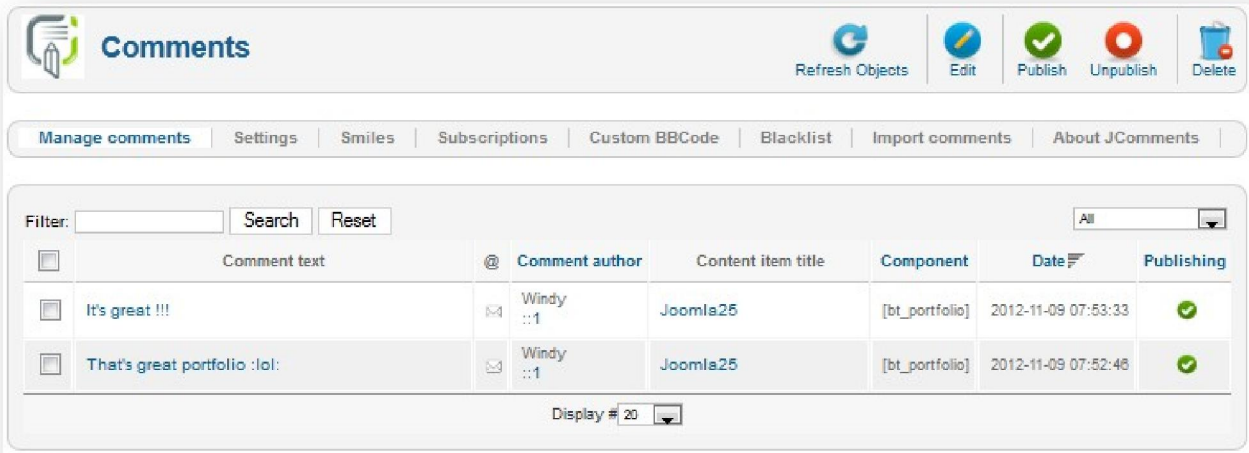 Comments
Refresh Objects Edit Publish Unpublish Delete
Manage comments Settings Smiles Subscriptions Custom BBCode Blacklist Import comments About JComments
Filter: Search Reset All
Comment text @ Comment author Content item title Component Date Publishing
It's great !!! Windy ::1 Joomla25 [bt_portfolio] 2012-11-09 07:53:33
That's great portfolio :lol: Windy ::1 Joomla25 [bt_portfolio] 2012-11-09 07:52:46
Display # 20